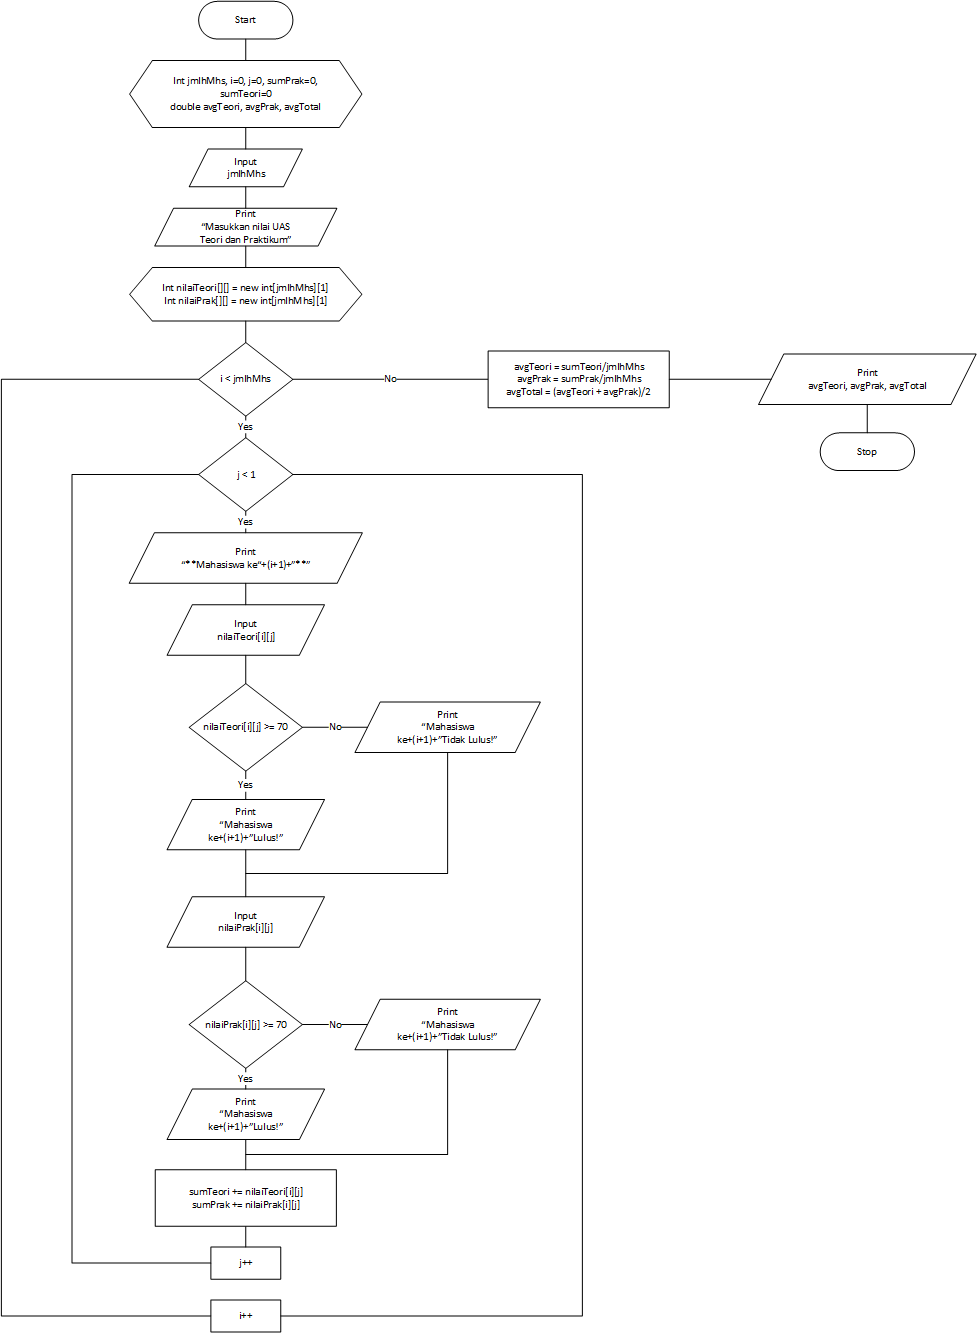 Start
Int jmlhMhs, i=0, j=0, sumPrak=0,
sumTeori=0
double avgTeori, avgPrak, avgTotal
Input
jmlhMhs
Print
“Masukkan nilai UAS
Teori dan Praktikum”
Int nilaiTeori[][] = new int[jmlhMhs][1]
Int nilaiPrak[][] = new int[jmlhMhs][1]
i < jmlhMhs
No
avgTeori = sumTeori/jmlhMhs
avgPrak = sumPrak/jmlhMhs
avgTotal = (avgTeori + avgPrak)/2
Print
avgTeori, avgPrak, avgTotal
Stop
Yes
j < 1
Yes
Print
“**Mahasiswa ke“+(i+1)+”**”
Input
nilaiTeori[i][j]
nilaiTeori[i][j] >= 70
No
Print
“Mahasiswa
ke+(i+1)+”Tidak Lulus!”
Yes
Print
“Mahasiswa
ke+(i+1)+”Lulus!”
Input
nilaiPrak[i][j]
nilaiPrak[i][j] >= 70
No
Print
“Mahasiswa
ke+(i+1)+”Tidak Lulus!”
Yes
Print
“Mahasiswa
ke+(i+1)+”Lulus!”
sumTeori += nilaiTeori[i][j]
sumPrak += nilaiPrak[i][j]
j++
i++